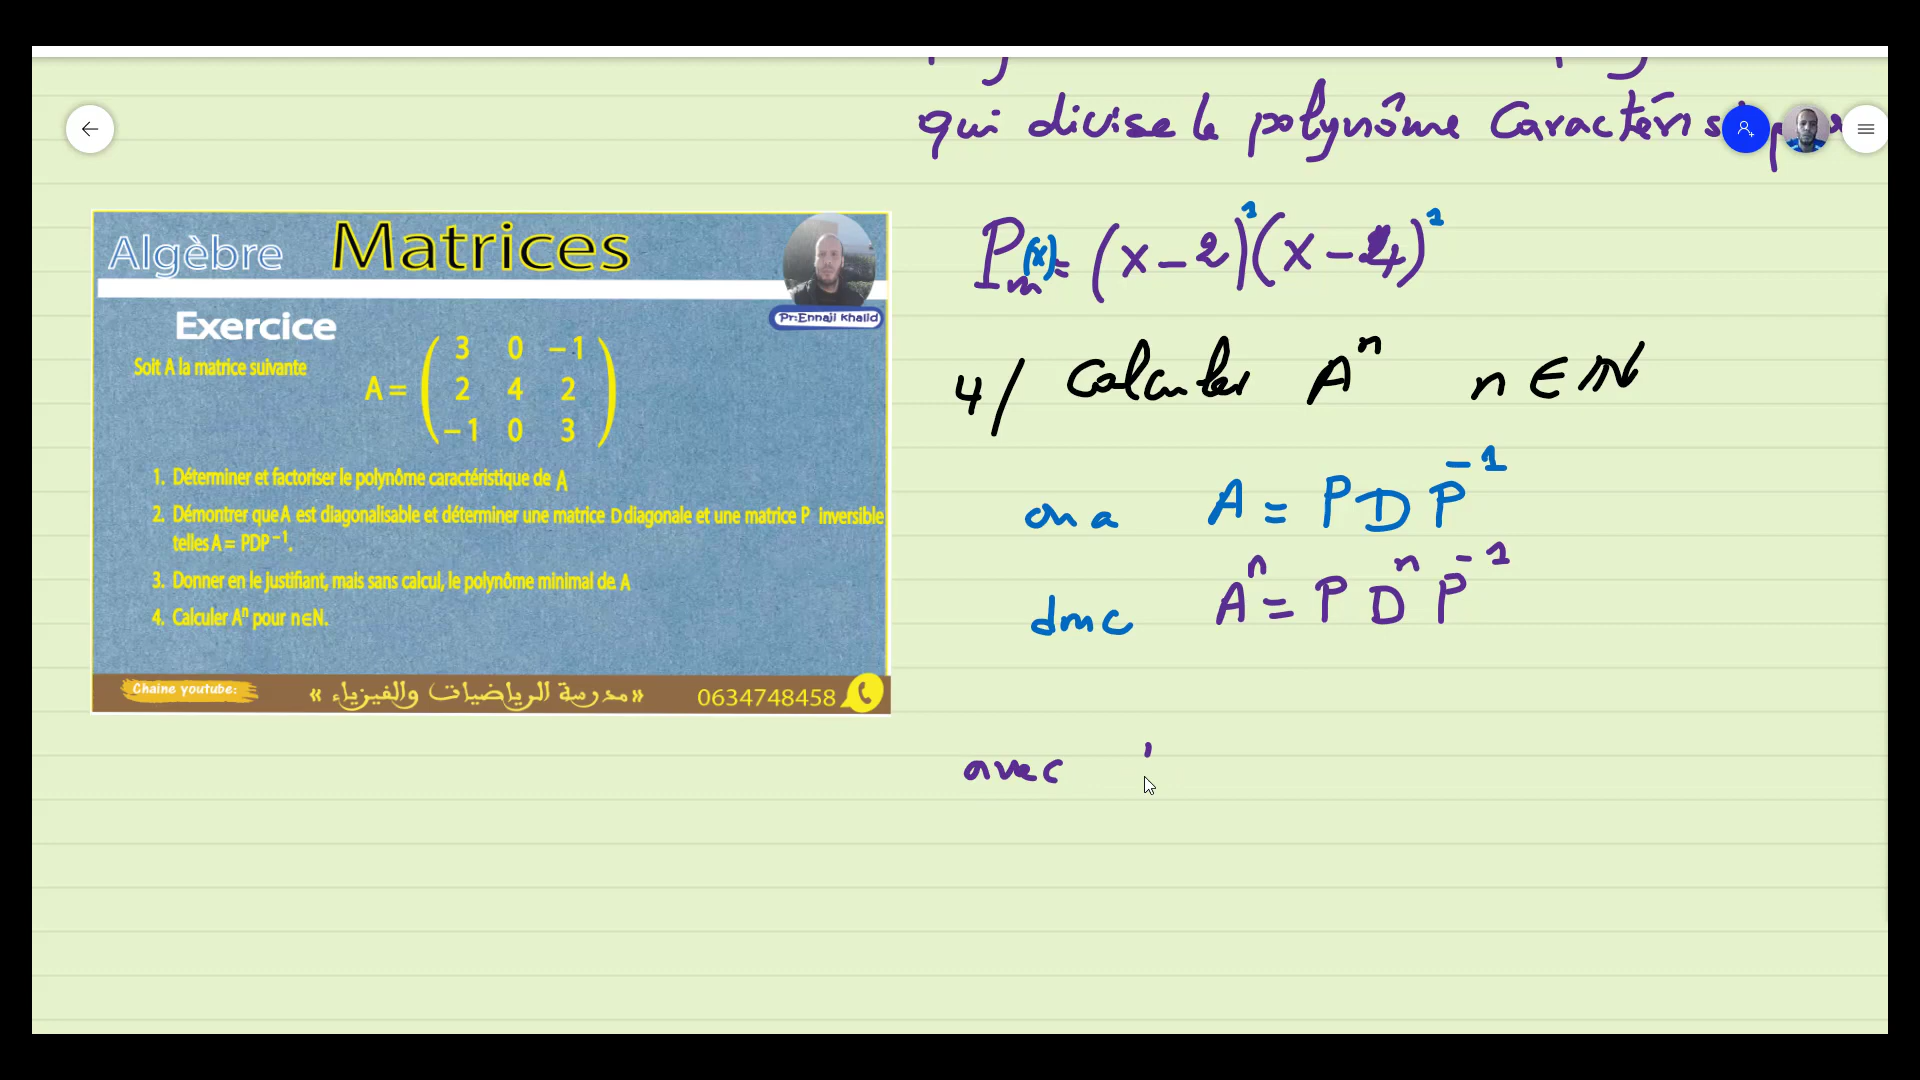 qui divise le polynôme Caractéris
Pm(x) = (x-2)¹(x-4)¹
4/ Calculer Aⁿ n ∈ ℕ
on a A = P D P⁻¹
donc Aⁿ = P Dⁿ P⁻¹
avec
Algèbre Matrices
Pr:Ennaji khalid
Exercice
Soit A la matrice suivante
A = ( 3 0 −1
2 4 2
−1 0 3 )
1. Déterminer et factoriser le polynôme caractéristique de A
2. Démontrer que A est diagonalisable et déterminer une matrice D diagonale et une matrice P inversible
telles A = PDP⁻¹.
3. Donner en le justifiant, mais sans calcul, le polynôme minimal de A
4. Calculer Aⁿ pour n∈N.
Chaine youtube: «مدرسة الرياضيات والفيزياء» 0634748458